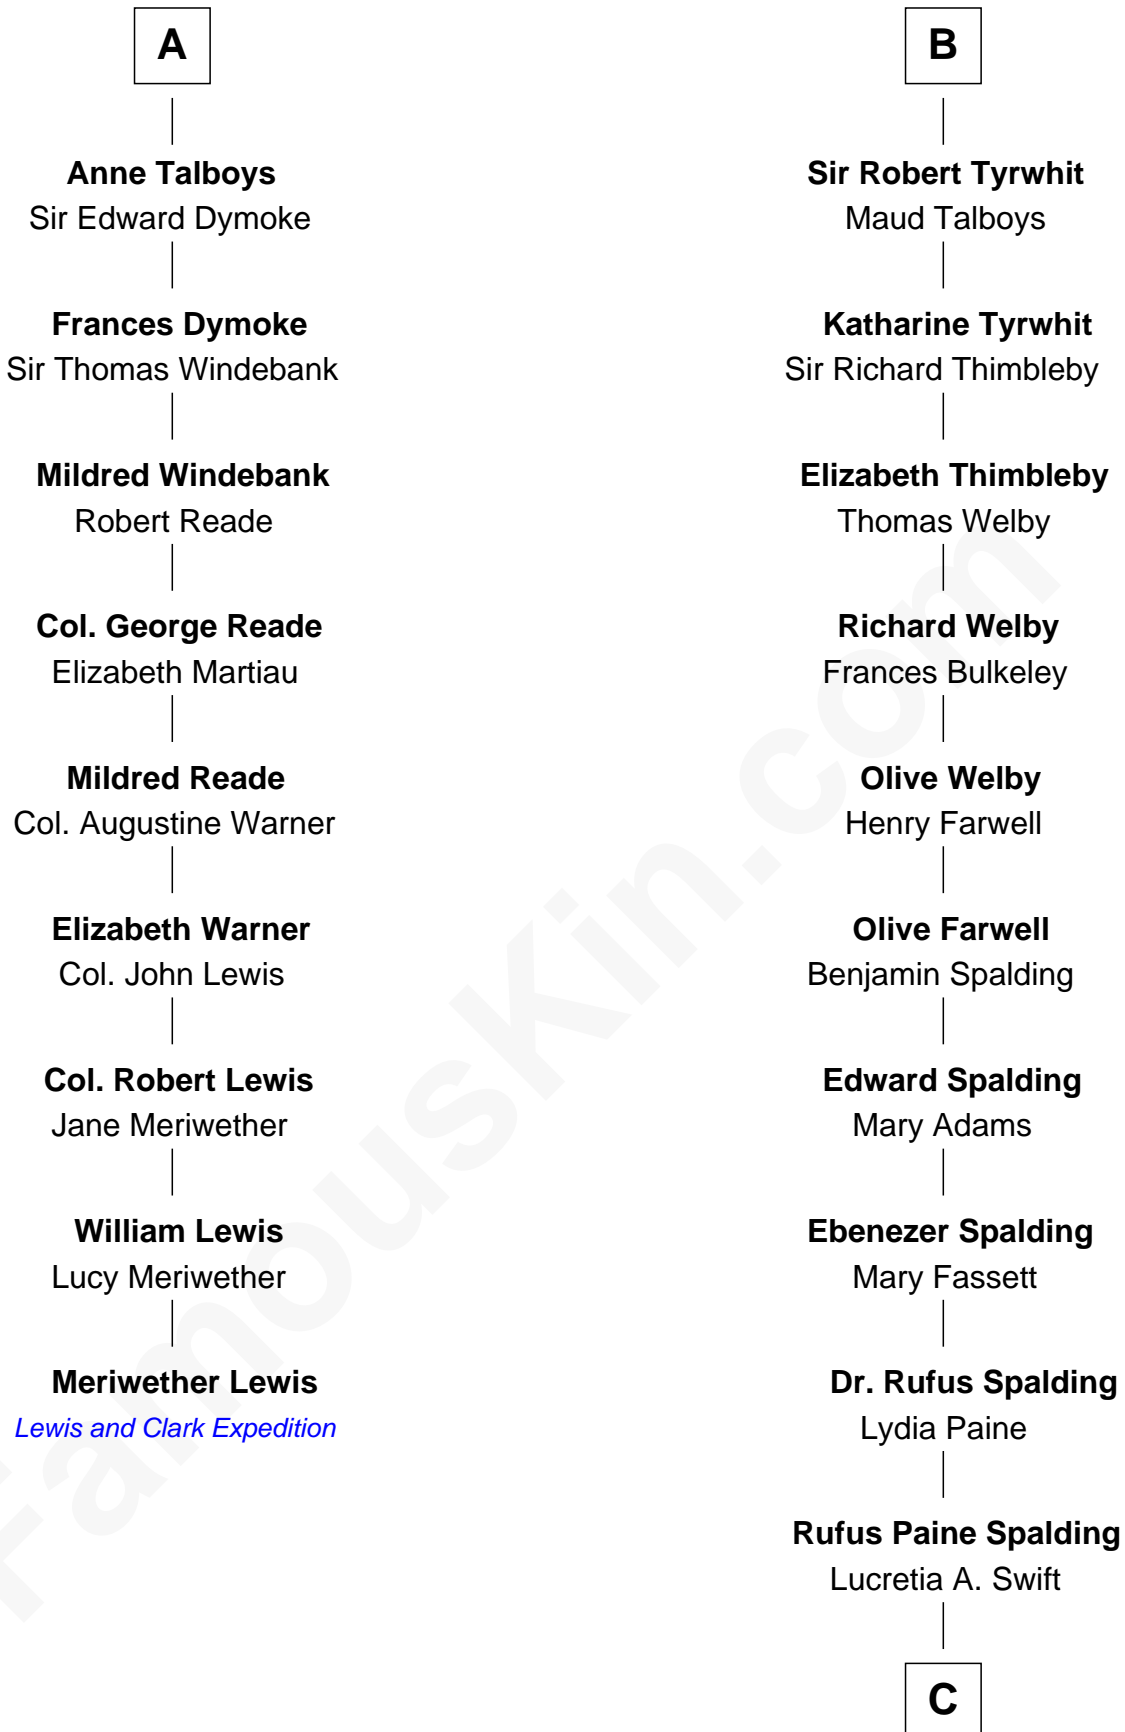 A
Anne Talboys
Sir Edward Dymoke
Frances Dymoke
Sir Thomas Windebank
Mildred Windebank
Robert Reade
Col. George Reade
Elizabeth Martiau
Mildred Reade
Col. Augustine Warner
Elizabeth Warner
Col. John Lewis
Col. Robert Lewis
Jane Meriwether
William Lewis
Lucy Meriwether
Meriwether Lewis
Lewis and Clark Expedition
B
Sir Robert Tyrwhit
Maud Talboys
Katharine Tyrwhit
Sir Richard Thimbleby
Elizabeth Thimbleby
Thomas Welby
Richard Welby
Frances Bulkeley
Olive Welby
Henry Farwell
Olive Farwell
Benjamin Spalding
Edward Spalding
Mary Adams
Ebenezer Spalding
Mary Fassett
Dr. Rufus Spalding
Lydia Paine
Rufus Paine Spalding
Lucretia A. Swift
C
FamousKin.com